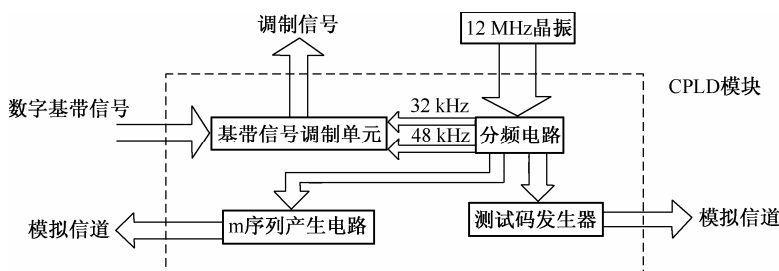 调制信号
12 MHz晶振
CPLD模块
数字基带信号
32 kHz
基带信号调制单元
48 kHz
分频电路
模拟信道
m序列产生电路
测试码发生器
模拟信道